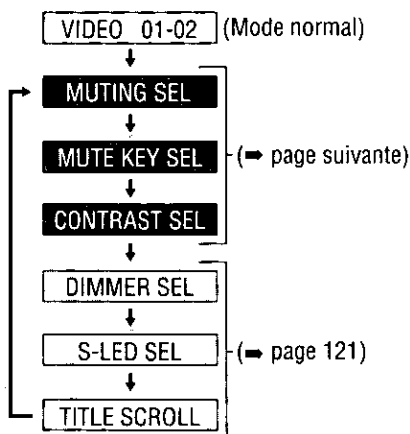 VIDEO 01-02 (Mode normal)
MUTING SEL
MUTE KEY SEL (➡ page suivante)
CONTRAST SEL
DIMMER SEL
S-LED SEL (➡ page 121)
TITLE SCROLL